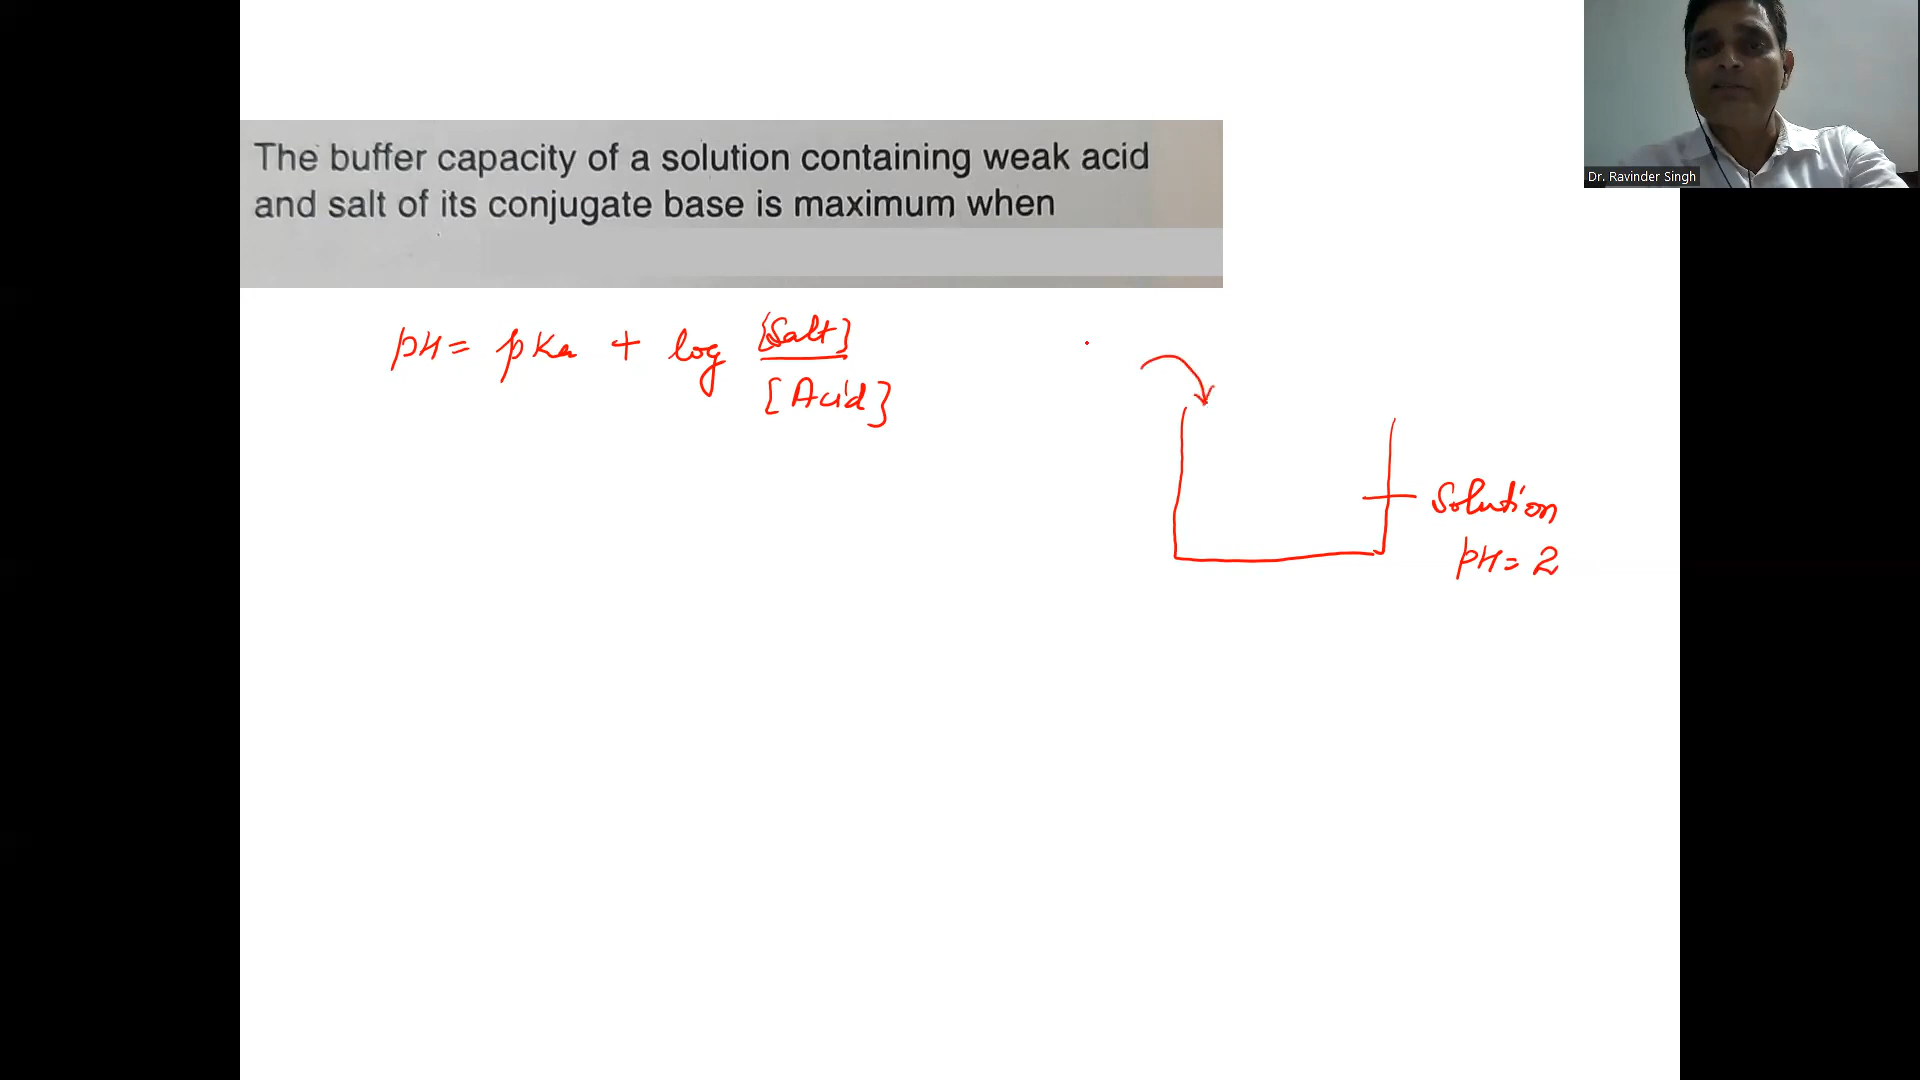 Dr. Ravinder Singh
The buffer capacity of a solution containing weak acid
and salt of its conjugate base is maximum when
pH = pKa + log [Salt]
[Acid]
Solution
pH = 2